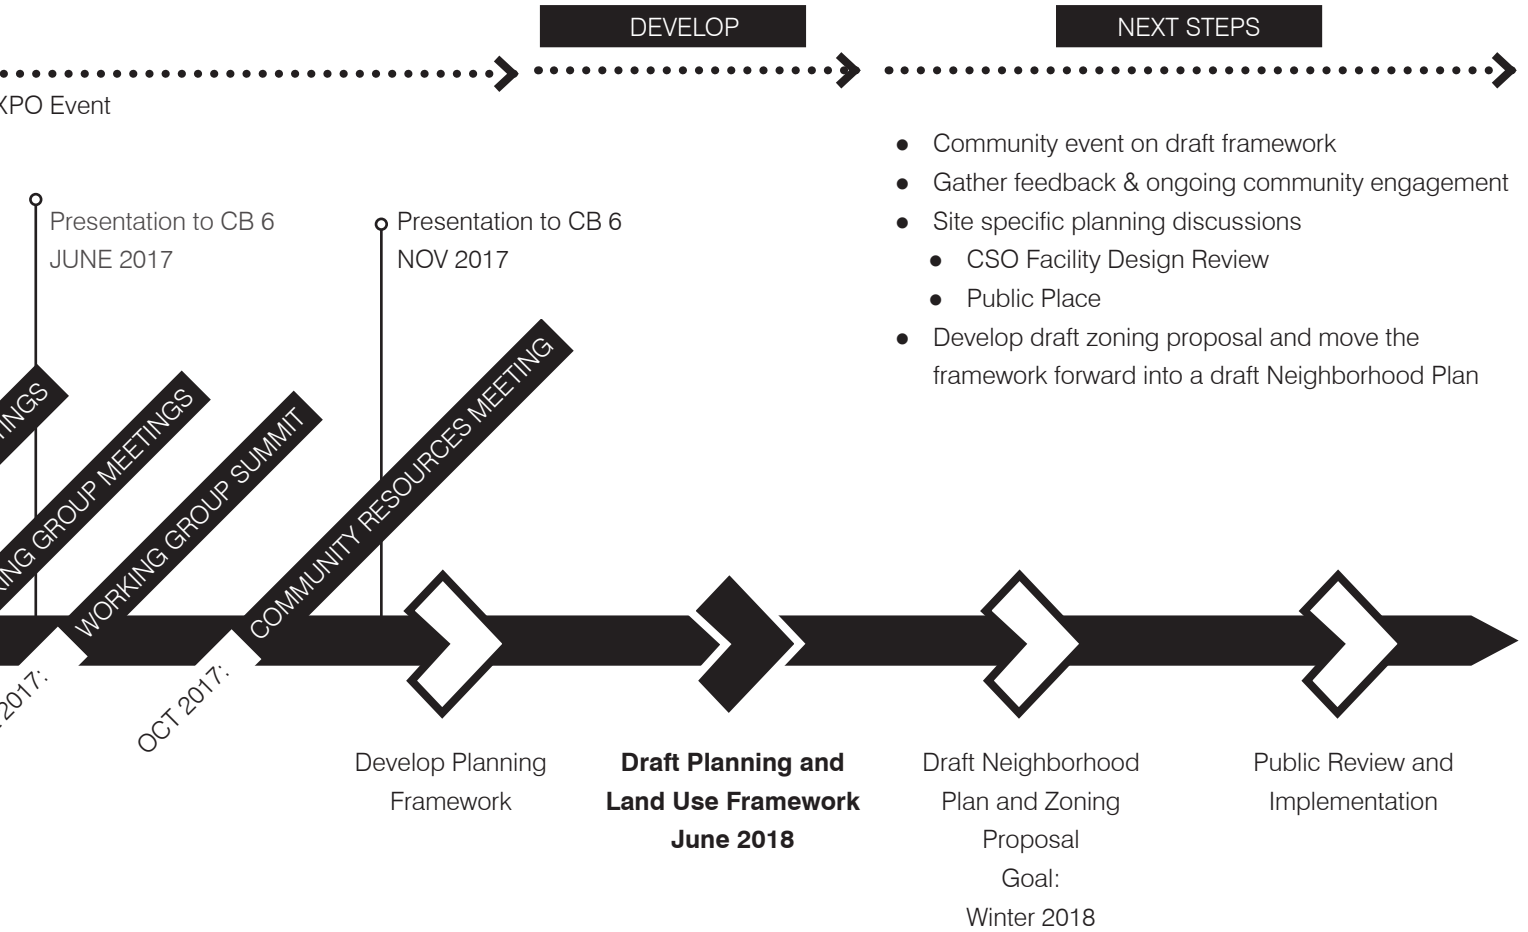 DEVELOP
NEXT STEPS
XPO Event
Presentation to CB 6
JUNE 2017
Presentation to CB 6
NOV 2017
● Community event on draft framework
● Gather feedback & ongoing community engagement
● Site specific planning discussions
● CSO Facility Design Review
● Public Place
● Develop draft zoning proposal and move the
framework forward into a draft Neighborhood Plan
TINGS
KING GROUP MEETINGS
WORKING GROUP SUMMIT
COMMUNITY RESOURCES MEETING
2017:
OCT 2017:
Develop Planning
Framework
Draft Planning and
Land Use Framework
June 2018
Draft Neighborhood
Plan and Zoning
Proposal
Goal:
Winter 2018
Public Review and
Implementation